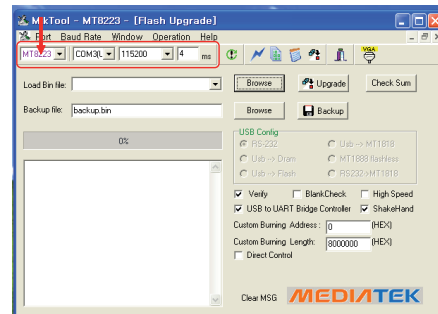 MtkTool - MT8223 - [Flash Upgrade]
Port Baud Rate Window Operation Help
MT8223 COM3(L 115200 4 ms VGA
Load Bin file: Browse Upgrade Check Sum
Backup file: backup.bin Browse Backup
0%
USB Config
RS-232 Usb --> MT1818
Usb --> Dram MT1888 flashless
Usb --> Flash RS232->MT1818
Verify BlankCheck High Speed
USB to UART Bridge Controller ShakeHand
Custom Burning Address : 0 (HEX)
Custom Burning Length: 8000000 (HEX)
Direct Control
Clear MSG MEDIATEK